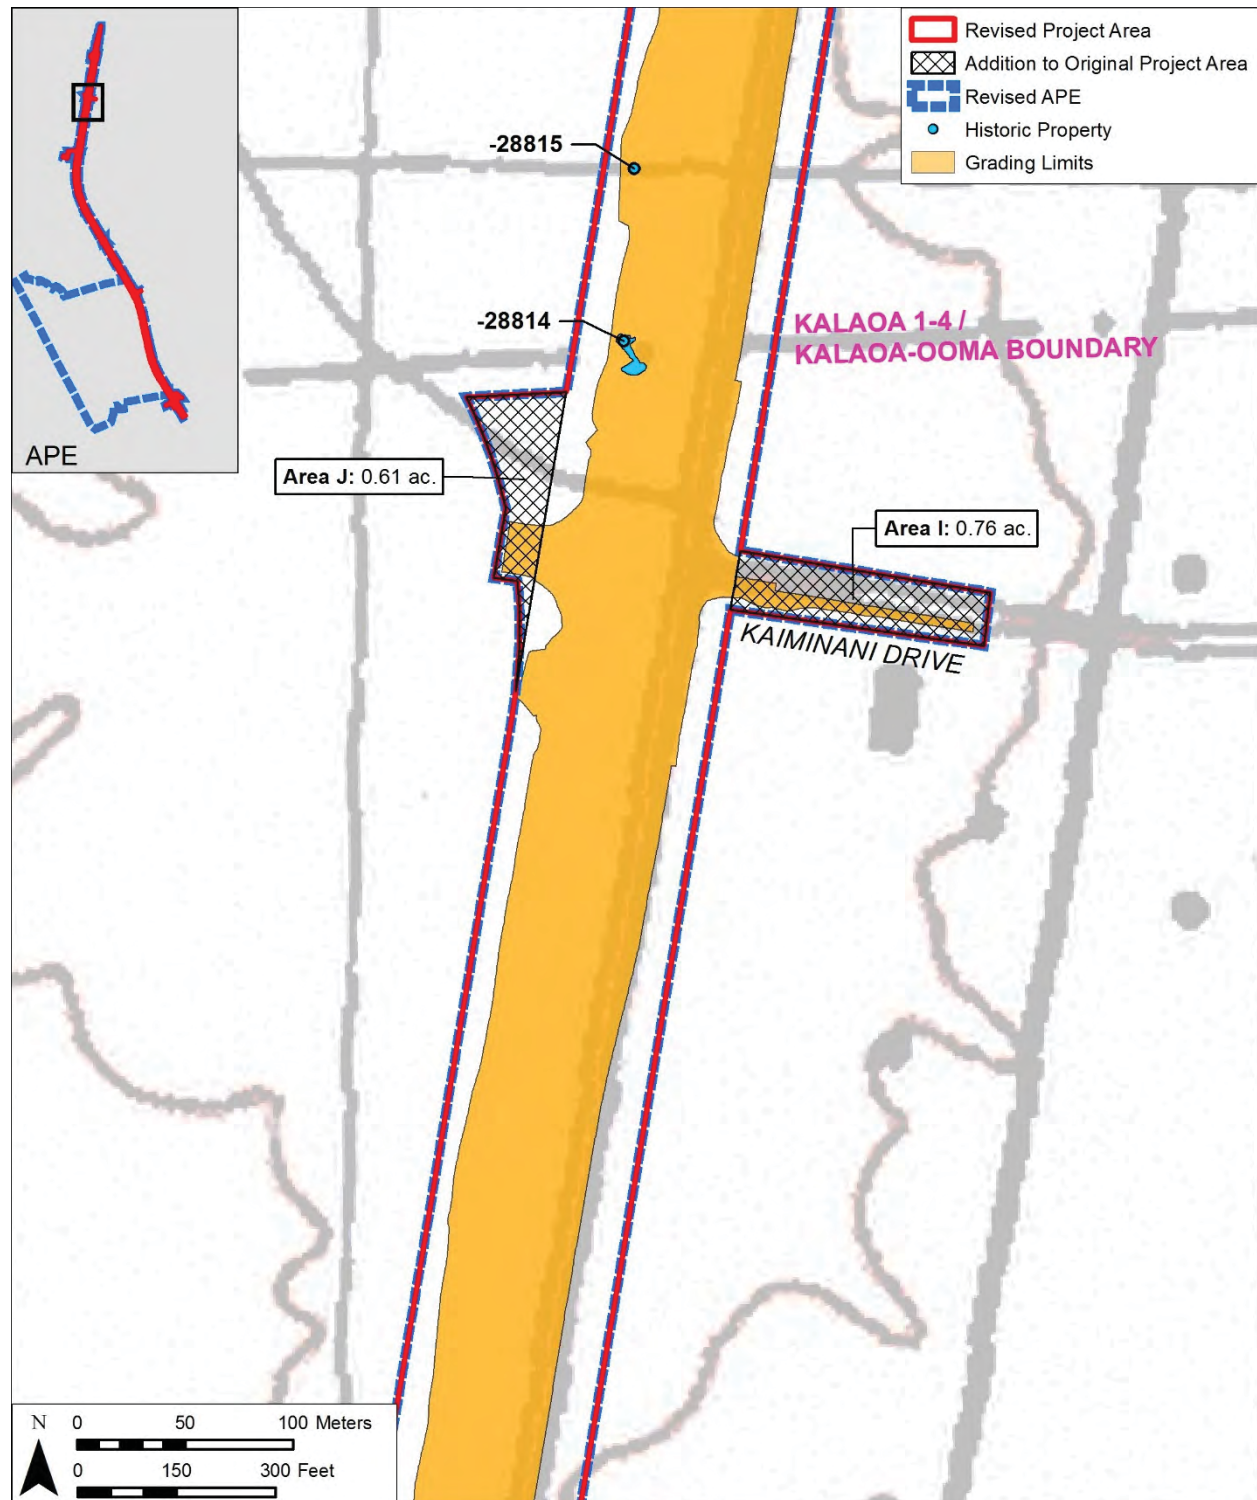 Revised Project Area
Addition to Original Project Area
Revised APE
Historic Property
Grading Limits
APE
-28815
-28814
KALAOA 1-4 /
KALAOA-OOMA BOUNDARY
Area J: 0.61 ac.
Area I: 0.76 ac.
KAIMINANI DRIVE
N
0 50 100 Meters
0 150 300 Feet